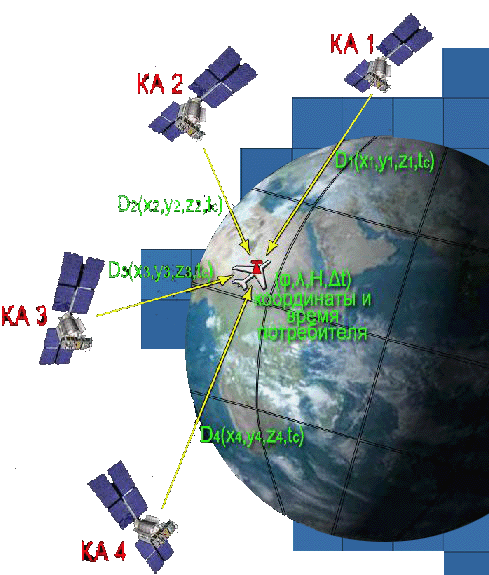 КА 1
КА 2
D1(x1,y1,z1,tc)
D2(x2,y2,z2,tc)
D3(x3,y3,z3,tc)
(φ,λ,H,Δt)
координаты и
время
потребителя
КА 3
D4(x4,y4,z4,tc)
КА 4